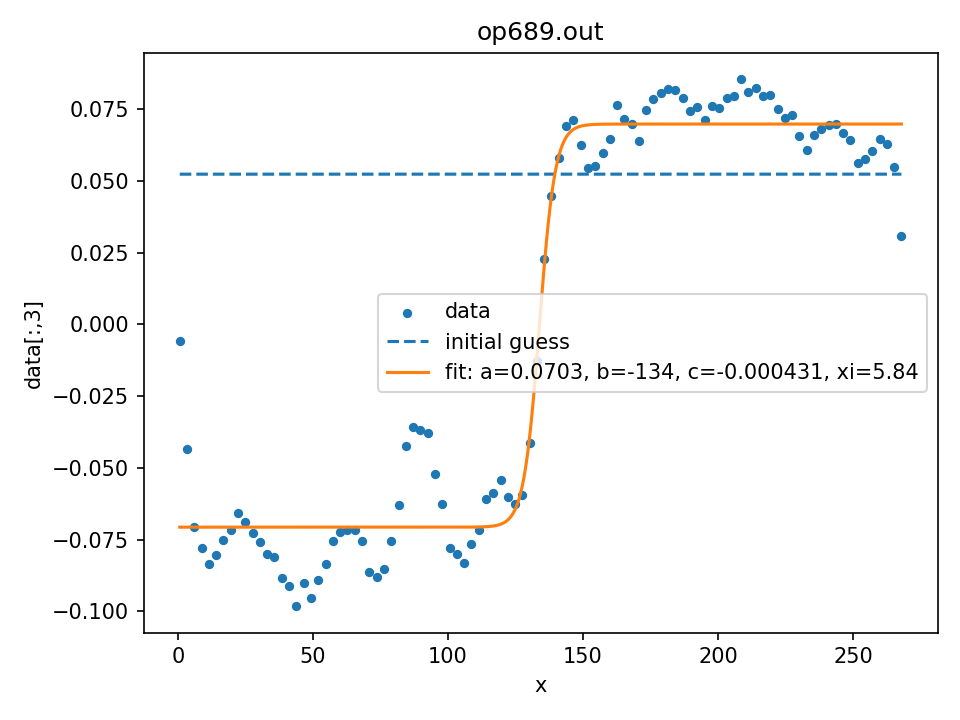 op689.out
data[:,3]
0.075
0.050
0.025
0.000
−0.025
−0.050
−0.075
−0.100
data
initial guess
fit: a=0.0703, b=-134, c=-0.000431, xi=5.84
0 50 100 150 200 250
x